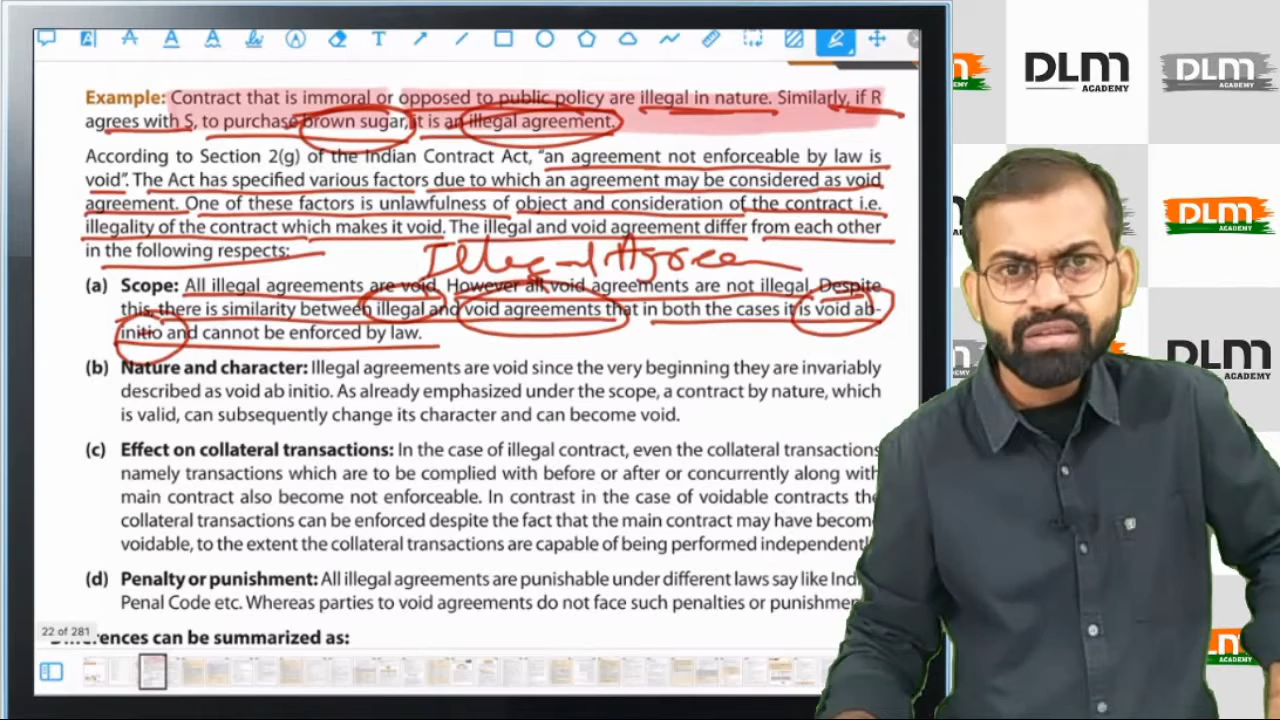 Example: Contract that is immoral or opposed to public policy are illegal in nature. Similarly, if R
agrees with S, to purchase brown sugar, it is an illegal agreement.
According to Section 2(g) of the Indian Contract Act, “an agreement not enforceable by law is
void”. The Act has specified various factors due to which an agreement may be considered as void
agreement. One of these factors is unlawfulness of object and consideration of the contract i.e.
illegality of the contract which makes it void. The illegal and void agreement differ from each other
in the following respects:
Illegal Agreem
(a) Scope: All illegal agreements are void. However all void agreements are not illegal. Despite
this, there is similarity between illegal and void agreements that in both the cases it is void ab-
initio and cannot be enforced by law.
(b) Nature and character: Illegal agreements are void since the very beginning they are invariably
described as void ab initio. As already emphasized under the scope, a contract by nature, which
is valid, can subsequently change its character and can become void.
(c) Effect on collateral transactions: In the case of illegal contract, even the collateral transactions
namely transactions which are to be complied with before or after or concurrently along with
main contract also become not enforceable. In contrast in the case of voidable contracts the
collateral transactions can be enforced despite the fact that the main contract may have become
voidable, to the extent the collateral transactions are capable of being performed independentl
(d) Penalty or punishment: All illegal agreements are punishable under different laws say like Indi
Penal Code etc. Whereas parties to void agreements do not face such penalties or punishmen
22 of 281
erences can be summarized as:
DLM
ACADEMY
DLM
ACADEMY
DLM
ACADEMY
DLM
ACADEMY